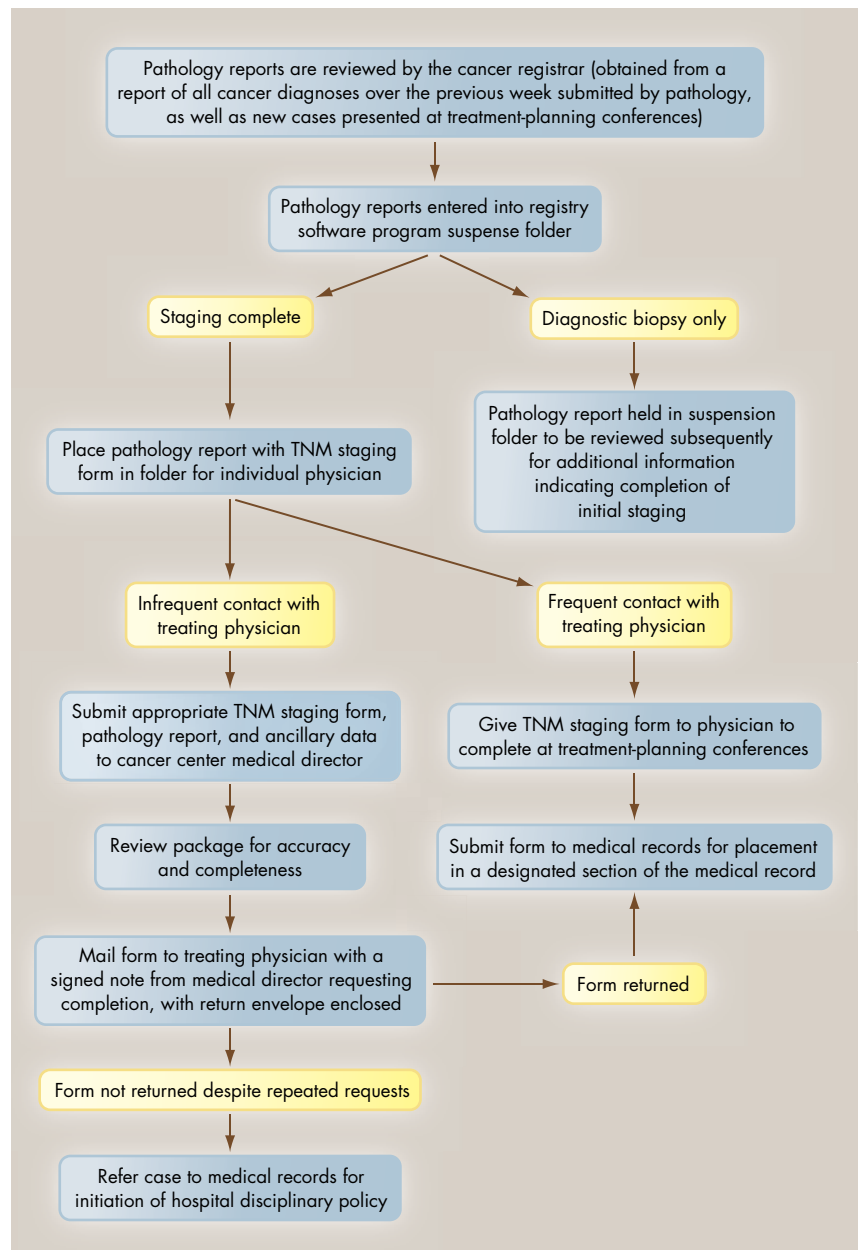 Pathology reports are reviewed by the cancer registrar (obtained from a
report of all cancer diagnoses over the previous week submitted by pathology,
as well as new cases presented at treatment-planning conferences)
Pathology reports entered into registry
software program suspense folder
Staging complete
Diagnostic biopsy only
Place pathology report with TNM staging
form in folder for individual physician
Pathology report held in suspension
folder to be reviewed subsequently
for additional information
indicating completion of
initial staging
Infrequent contact with
treating physician
Frequent contact with
treating physician
Submit appropriate TNM staging form,
pathology report, and ancillary data
to cancer center medical director
Give TNM staging form to physician to
complete at treatment-planning conferences
Review package for accuracy
and completeness
Submit form to medical records for placement
in a designated section of the medical record
Mail form to treating physician with a
signed note from medical director requesting
completion, with return envelope enclosed
Form returned
Form not returned despite repeated requests
Refer case to medical records for
initiation of hospital disciplinary policy